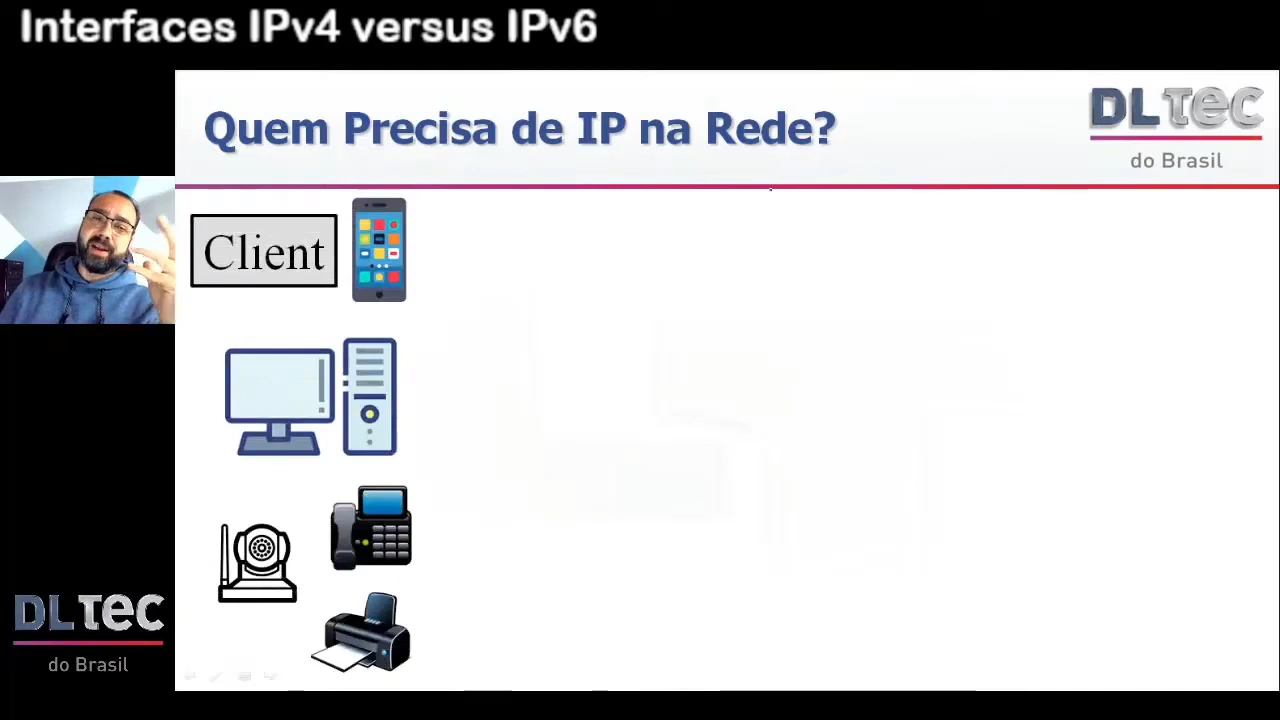 Interfaces IPv4 versus IPv6
Quem Precisa de IP na Rede?
DLTEC
do Brasil
Client
DLTEC
do Brasil